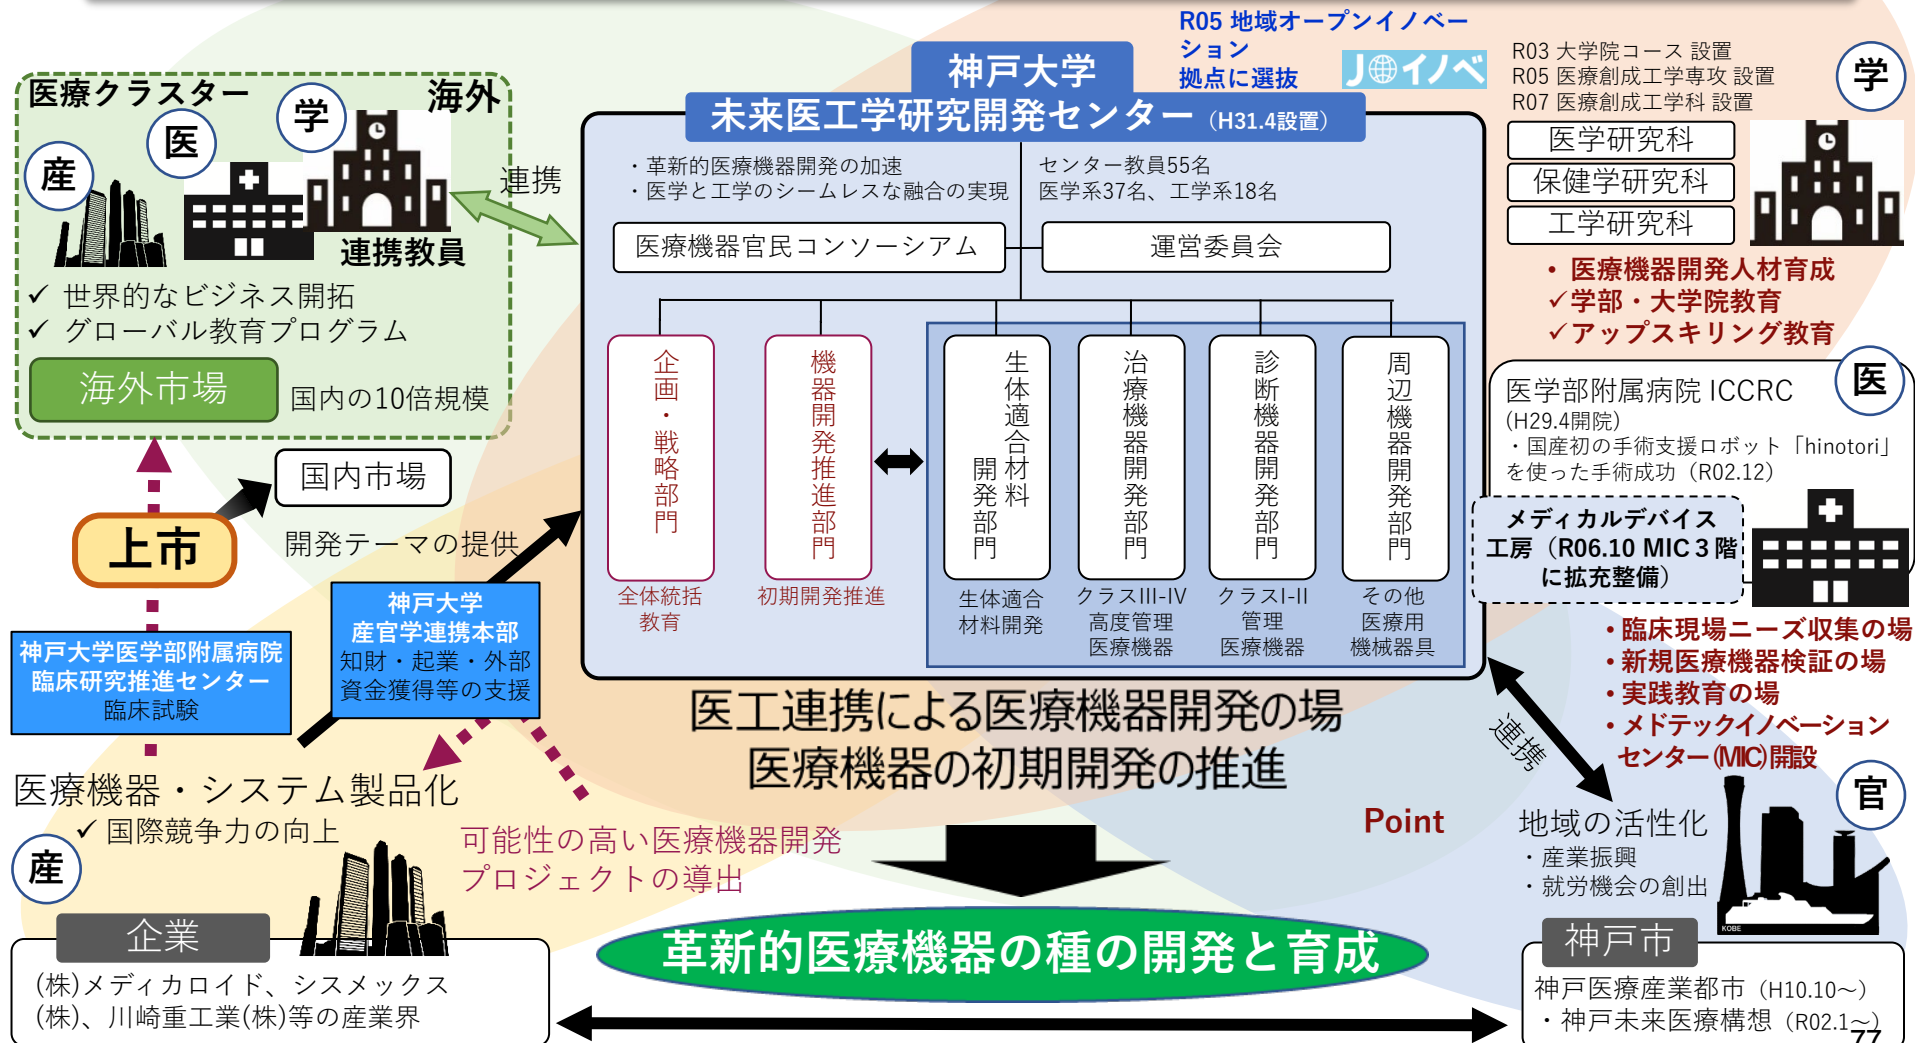 R05 地域オープンイノベー
ション
拠点に選抜
Jイノベ
神戸大学
未来医工学研究開発センター（H31.4設置）
・革新的医療機器開発の加速
・医学と工学のシームレスな融合の実現
センター教員55名
医学系37名、工学系18名
医療機器官民コンソーシアム
運営委員会
企画・戦略部門
機器開発推進部門
生体適合材料
開発部門
治療機器開発部門
診断機器開発部門
周辺機器開発部門
全体統括
教育
初期開発推進
生体適合
材料開発
クラスIII-IV
高度管理
医療機器
クラスI-II
管理
医療機器
その他
医療用
機械器具
医療クラスター
海外
学
医
産
連携教員
連携
✓ 世界的なビジネス開拓
✓ グローバル教育プログラム
海外市場
国内の10倍規模
国内市場
上市
開発テーマの提供
神戸大学
産官学連携本部
知財・起業・外部
資金獲得等の支援
神戸大学医学部附属病院
臨床研究推進センター
臨床試験
医療機器・システム製品化
✓ 国際競争力の向上
産
可能性の高い医療機器開発
プロジェクトの導出
企業
(株)メディカロイド、シスメックス
(株)、川崎重工業(株)等の産業界
R03 大学院コース 設置
R05 医療創成工学専攻 設置
R07 医療創成工学科 設置
学
医学研究科
保健学研究科
工学研究科
• 医療機器開発人材育成
✓学部・大学院教育
✓アップスキリング教育
医
医学部附属病院 ICCRC
(H29.4開院)
・国産初の手術支援ロボット「hinotori」
を使った手術成功（R02.12）
メディカルデバイス
工房（R06.10 MIC３階
に拡充整備）
• 臨床現場ニーズ収集の場
• 新規医療機器検証の場
• 実践教育の場
• メドテックイノベーション
センター(MIC)開設
連携
医工連携による医療機器開発の場
医療機器の初期開発の推進
Point
革新的医療機器の種の開発と育成
官
地域の活性化
・産業振興
・就労機会の創出
KOBE
神戸市
神戸医療産業都市（H10.10～）
・神戸未来医療構想（R02.1～）
77